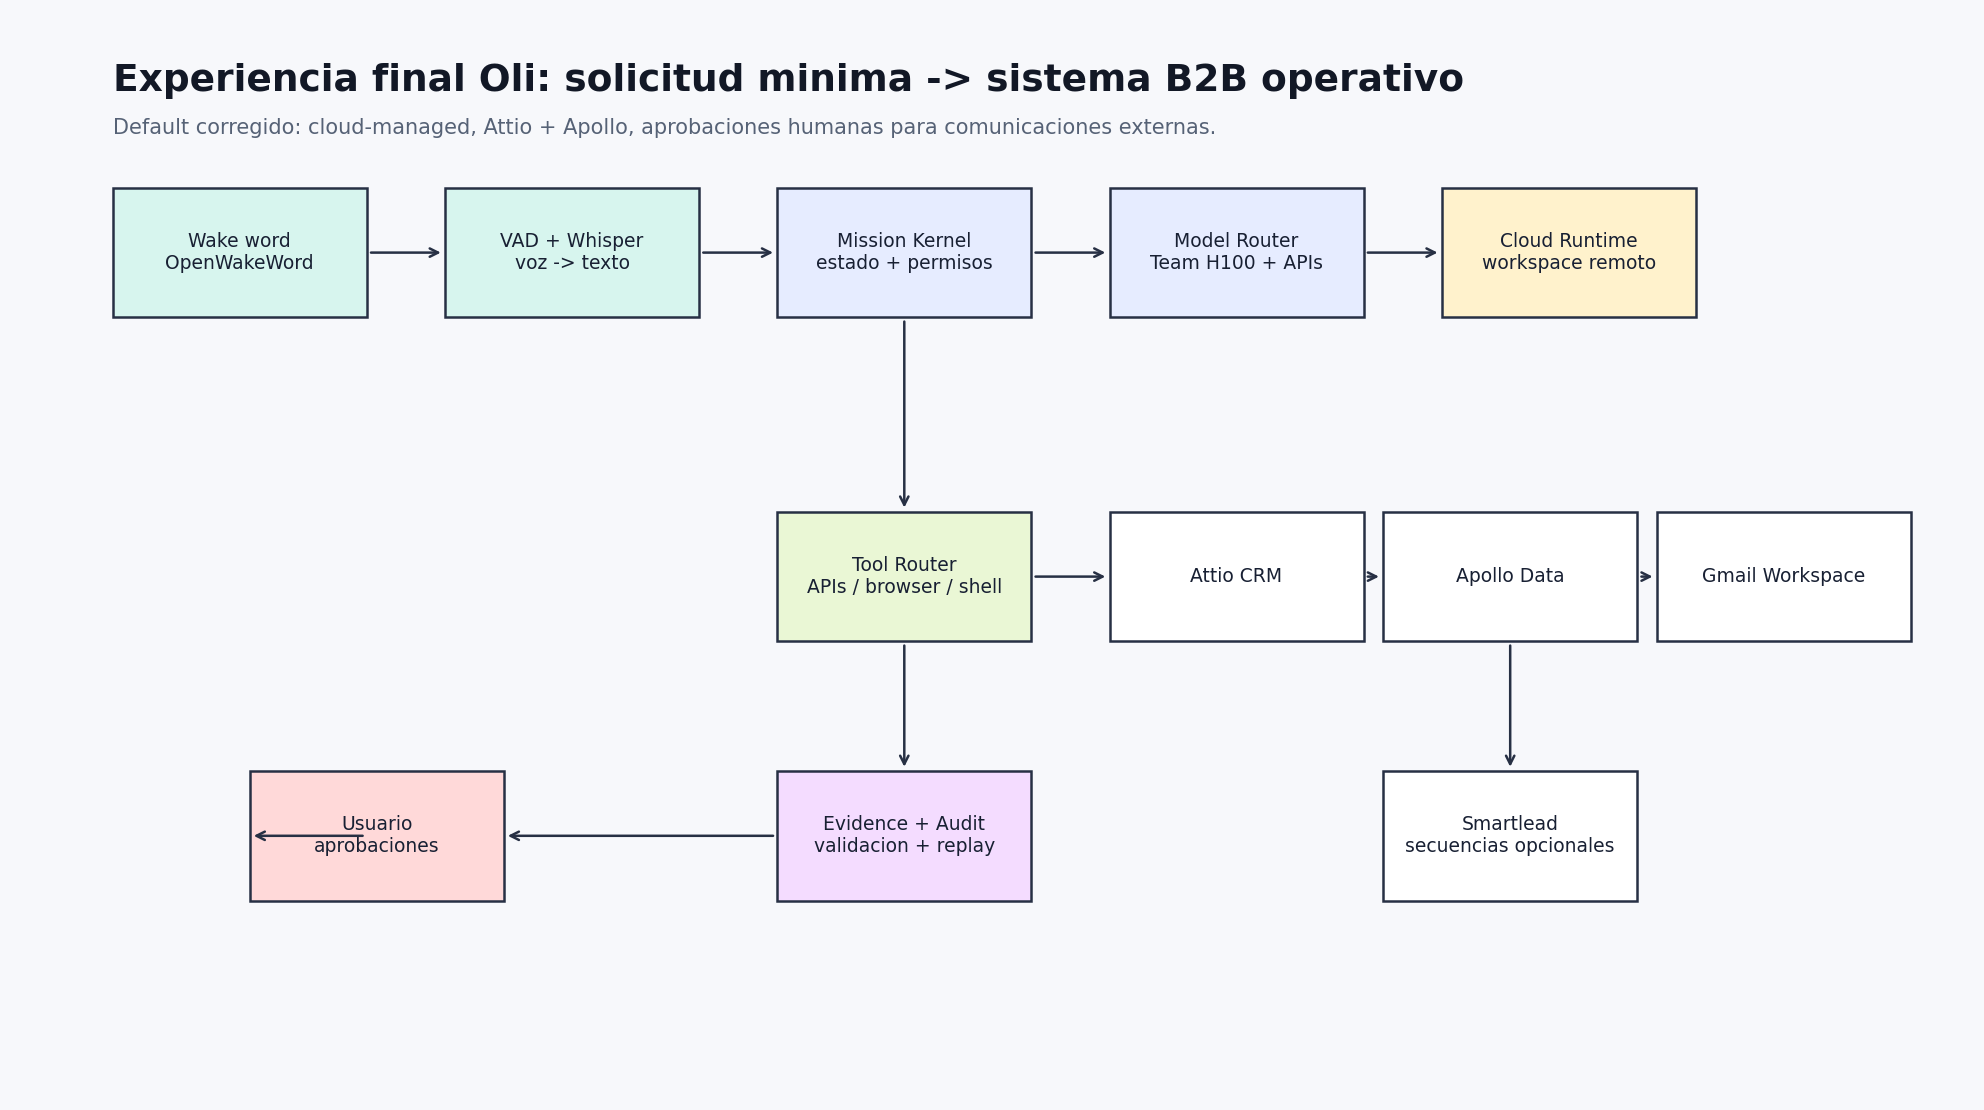 Experiencia final Oli: solicitud minima -> sistema B2B operativo
Default corregido: cloud-managed, Attio + Apollo, aprobaciones humanas para comunicaciones externas.
Wake word
OpenWakeWord
VAD + Whisper
voz -> texto
Mission Kernel
estado + permisos
Model Router
Team H100 + APIs
Cloud Runtime
workspace remoto
Tool Router
APIs / browser / shell
Attio CRM
Apollo Data
Gmail Workspace
Usuario
aprobaciones
Evidence + Audit
validacion + replay
Smartlead
secuencias opcionales